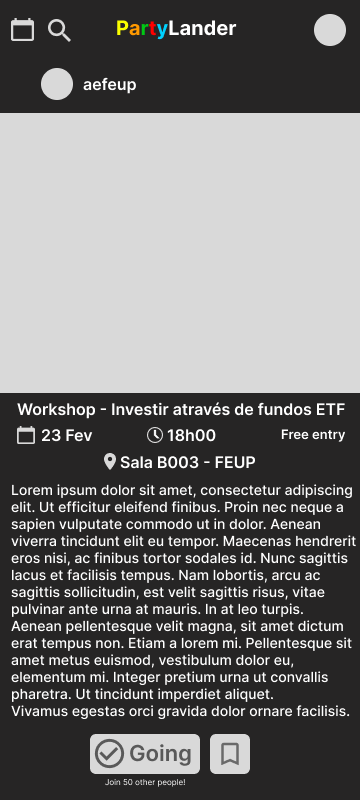 PartyLander
aefeup
Workshop - Investir através de fundos ETF
23 Fev 18h00 Free entry
Sala B003 - FEUP
Lorem ipsum dolor sit amet, consectetur adipiscing
elit. Ut efficitur eleifend finibus. Proin nec neque a
sapien vulputate commodo ut in dolor. Aenean
viverra tincidunt elit eu tempor. Maecenas hendrerit
eros nisi, ac finibus tortor sodales id. Nunc sagittis
lacus et facilisis tempus. Nam lobortis, arcu ac
sagittis sollicitudin, est velit sagittis risus, vitae
pulvinar ante urna at mauris. In at leo turpis.
Aenean pellentesque velit magna, sit amet dictum
erat tempus non. Etiam a lorem mi. Pellentesque sit
amet metus euismod, vestibulum dolor eu,
elementum mi. Integer pretium urna ut convallis
pharetra. Ut tincidunt imperdiet aliquet.
Vivamus egestas orci gravida dolor ornare facilisis.
Going
Join 50 other people!